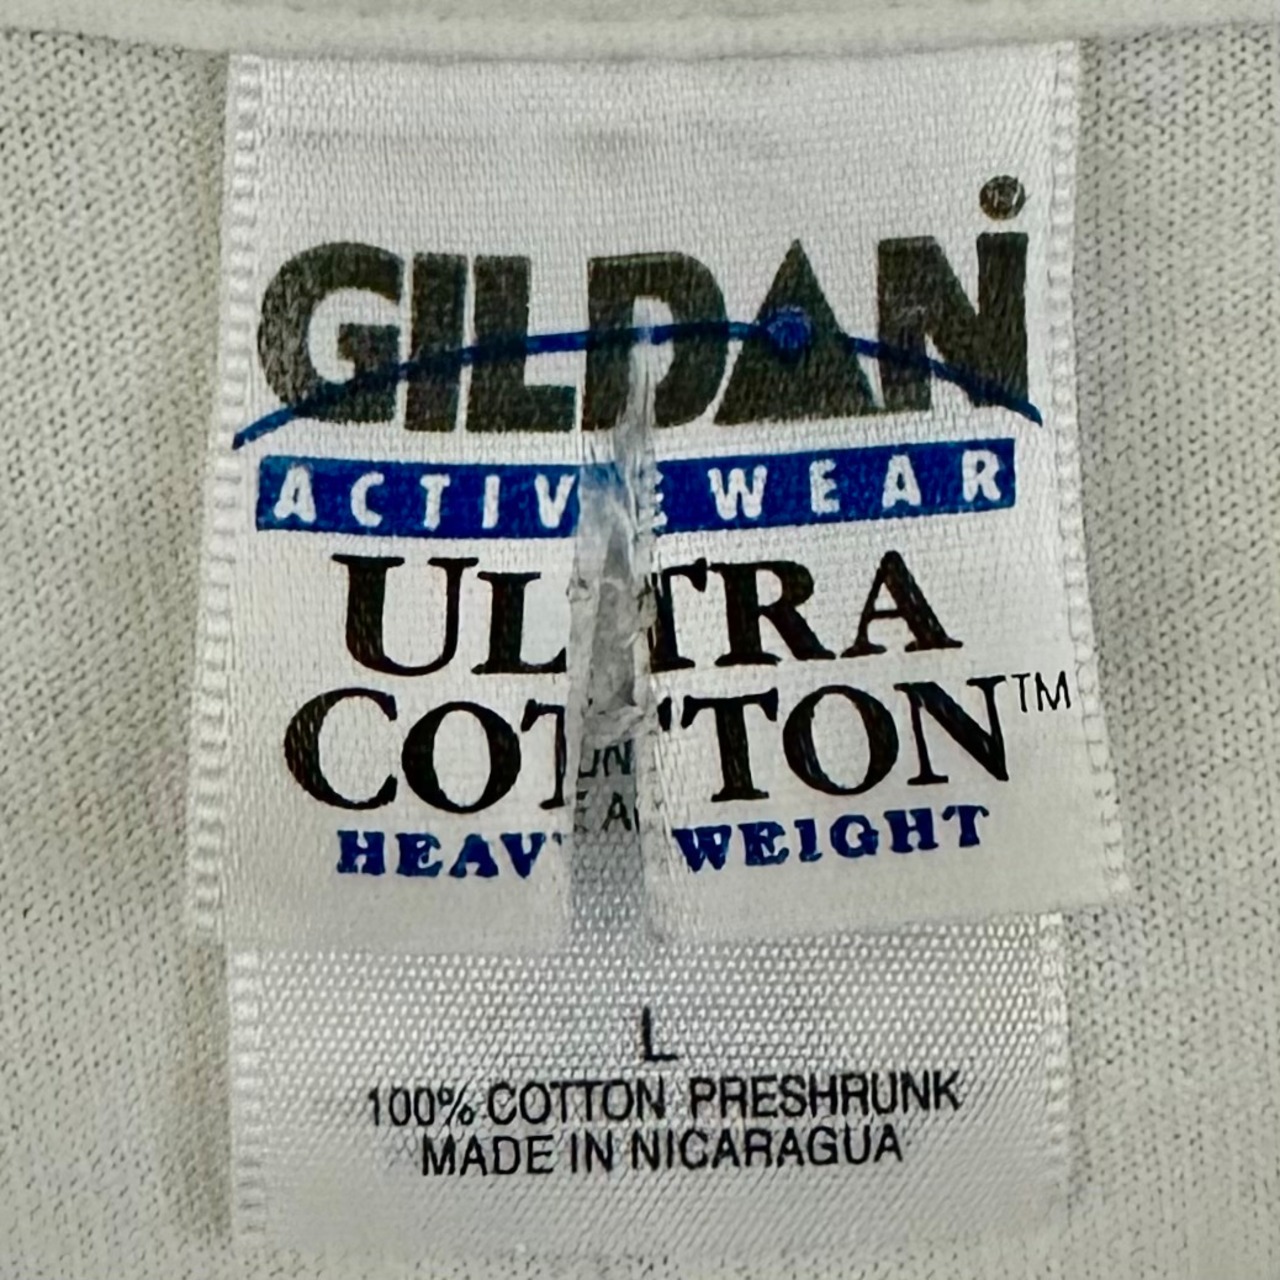 GILDAN
ACTIVEWEAR
ULTRA
COTTON™
HEAVYWEIGHT
L
100% COTTON PRESHRUNK
MADE IN NICARAGUA